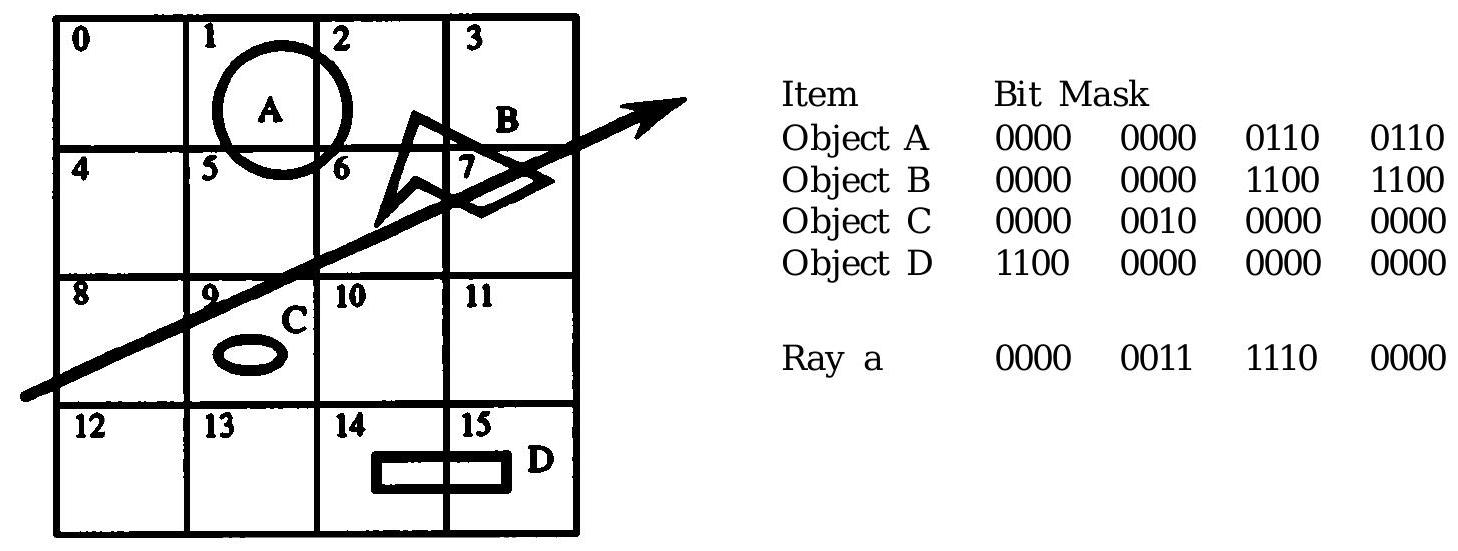 0 1 2 3
A B
4 5 6 7
8 9 10 11
C
12 13 14 15
D
Item Bit Mask
Object A 0000 0000 0110 0110
Object B 0000 0000 1100 1100
Object C 0000 0010 0000 0000
Object D 1100 0000 0000 0000
Ray a 0000 0011 1110 0000